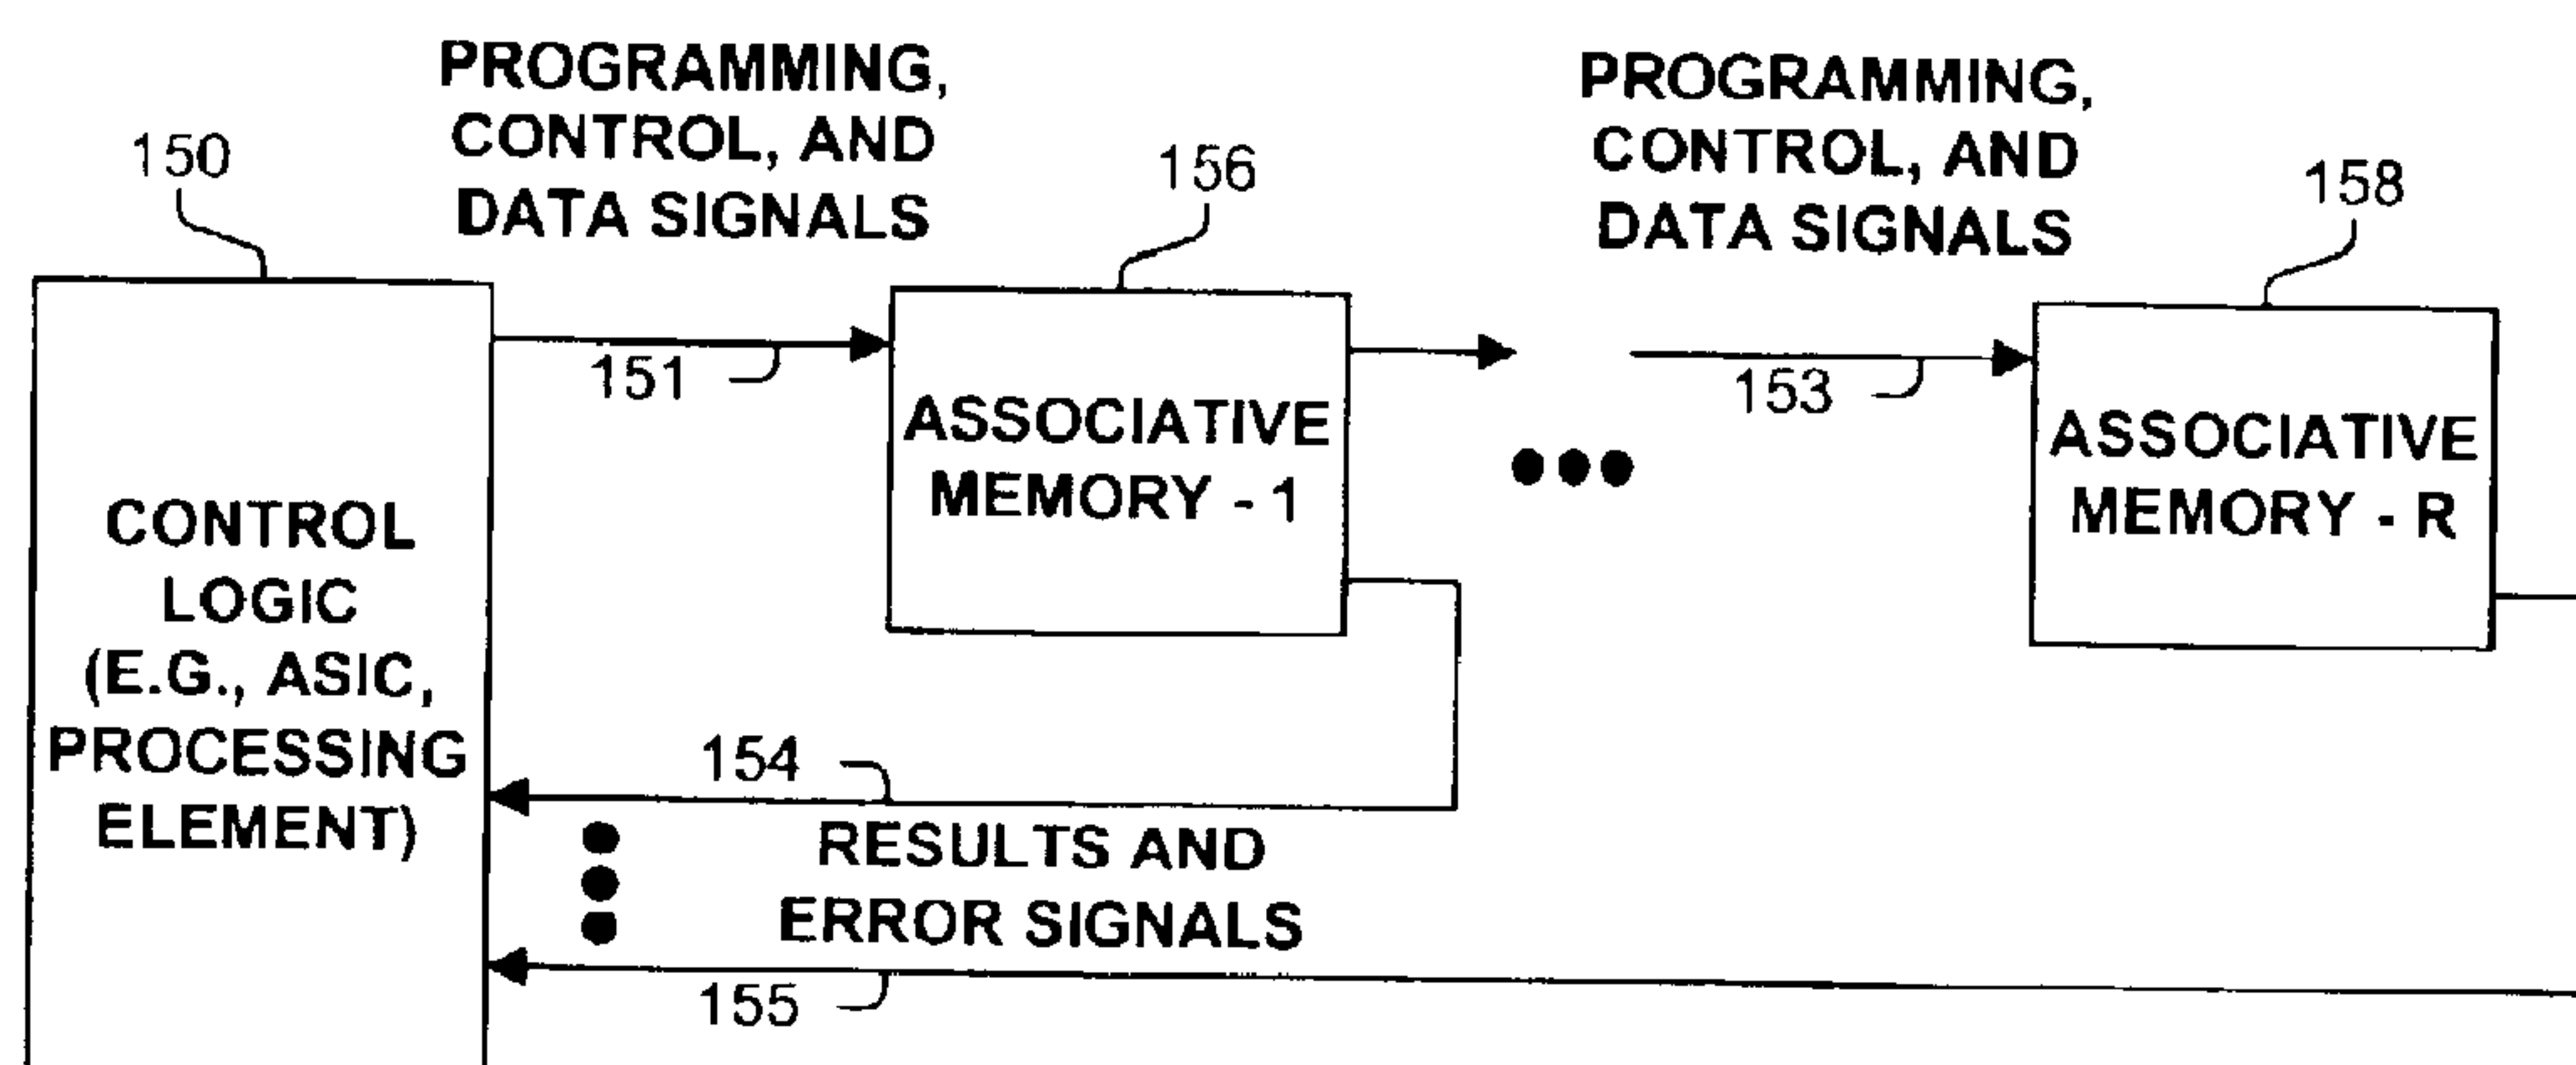 PROGRAMMING,
CONTROL, AND
DATA SIGNALS
PROGRAMMING,
CONTROL, AND
DATA SIGNALS
150
156
158
151
153
ASSOCIATIVE
MEMORY - 1
ASSOCIATIVE
MEMORY - R
CONTROL
LOGIC
(E.G., ASIC,
PROCESSING
ELEMENT)
154
RESULTS AND
ERROR SIGNALS
155